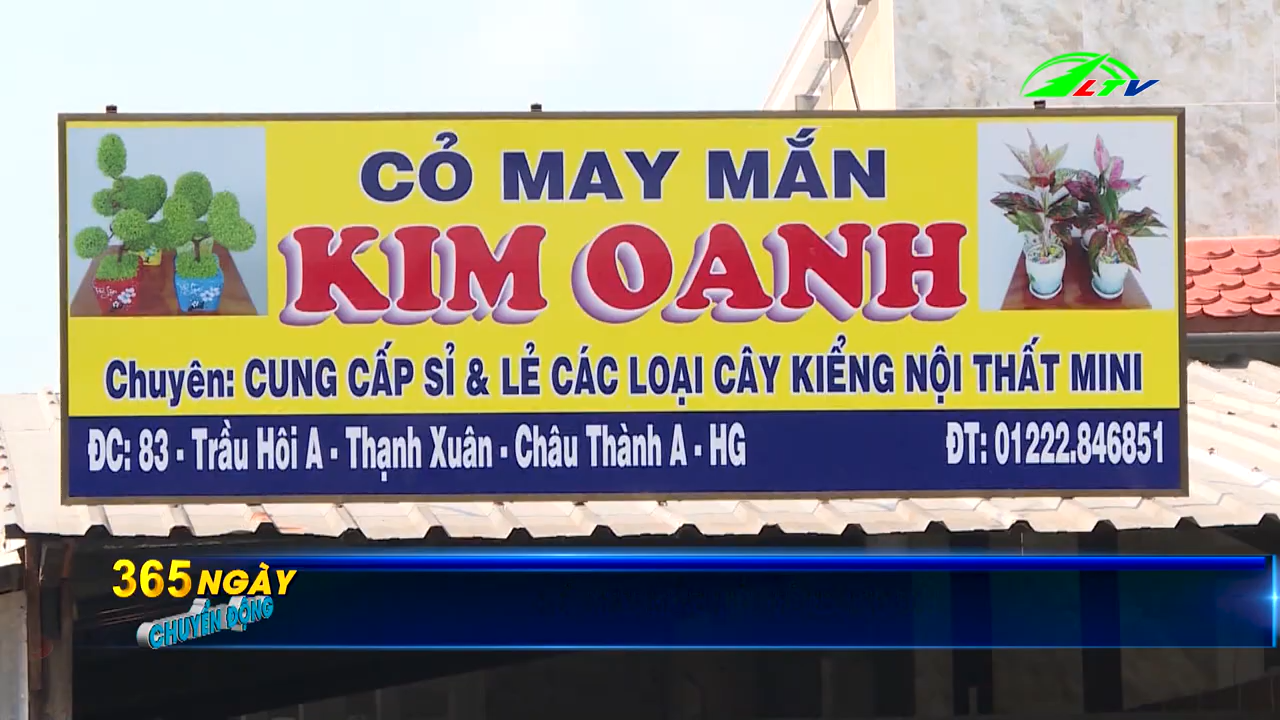 LTV
CỎ MAY MẮN
KIM OANH
Chuyên: CUNG CẤP SỈ & LẺ CÁC LOẠI CÂY KIỂNG NỘI THẤT MINI
ĐC: 83 - Trầu Hôi A - Thạnh Xuân - Châu Thành A - HG
ĐT: 01222.846851
365 NGÀY
CHUYỂN ĐỘNG